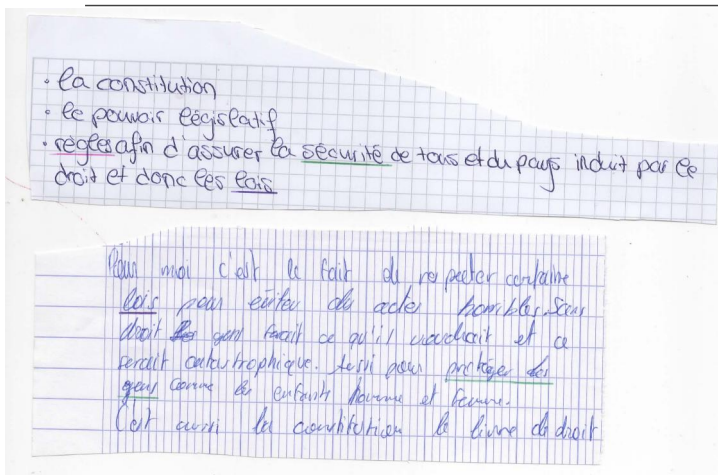 • la constitution
• le pouvoir législatif
• règles afin d'assurer la sécurité de tous et du pays induit par le
droit et donc les lois
Pour moi c'est le fait de respecter certaine
lois pour éviter des actes horribles. Sans
droit les gens ferait ce qu'il voudrait et ce
serait catastrophique. Aussi pour protéger les
gens comme les enfants homme et femme.
C'est aussi la constitution le livre de droit